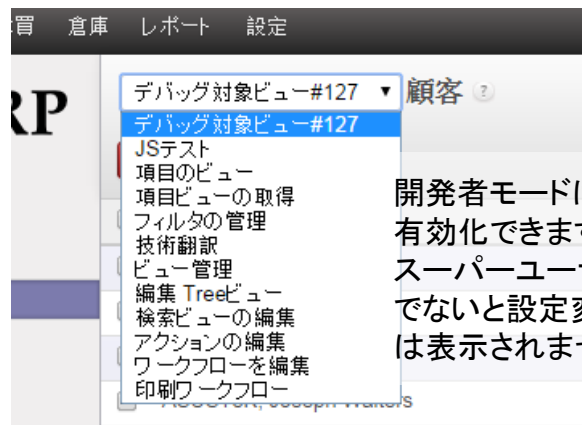 買 倉庫 レポート 設定
RP
デバッグ対象ビュー#127 顧客 ?
デバッグ対象ビュー#127
JSテスト
項目のビュー
項目ビューの取得
フィルタの管理
技術翻訳
ビュー管理
編集 Treeビュー
検索ビューの編集
アクションの編集
ワークフローを編集
印刷ワークフロー
開発者モードは
有効化できます
スーパーユーザ
でないと設定変
は表示されませ